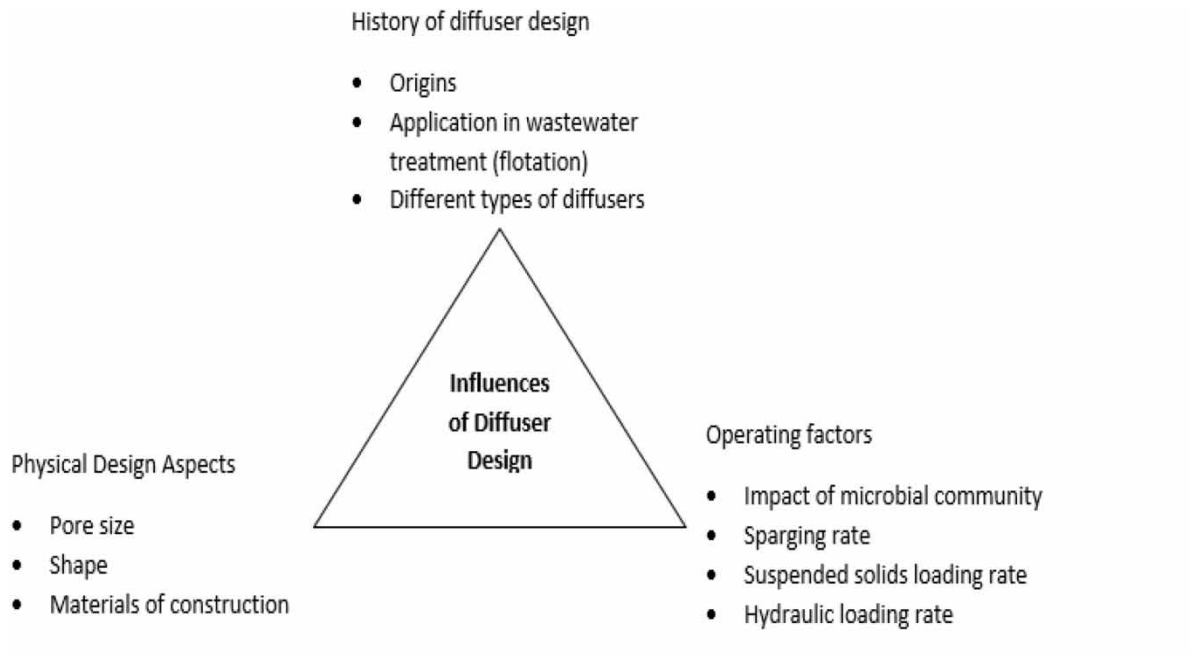 History of diffuser design
• Origins
• Application in wastewater
treatment (flotation)
• Different types of diffusers
Influences
of Diffuser
Design
Physical Design Aspects
• Pore size
• Shape
• Materials of construction
Operating factors
• Impact of microbial community
• Sparging rate
• Suspended solids loading rate
• Hydraulic loading rate